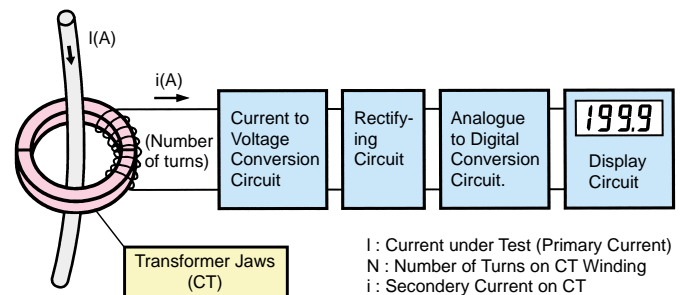 I(A)
i(A)
(Number
of turns)
Current to
Voltage
Conversion
Circuit
Rectify-
ing
Circuit
Analogue
to Digital
Conversion
Circuit.
199.9
Display
Circuit
Transformer Jaws
(CT)
I : Current under Test (Primary Current)
N : Number of Turns on CT Winding
i : Secondery Current on CT